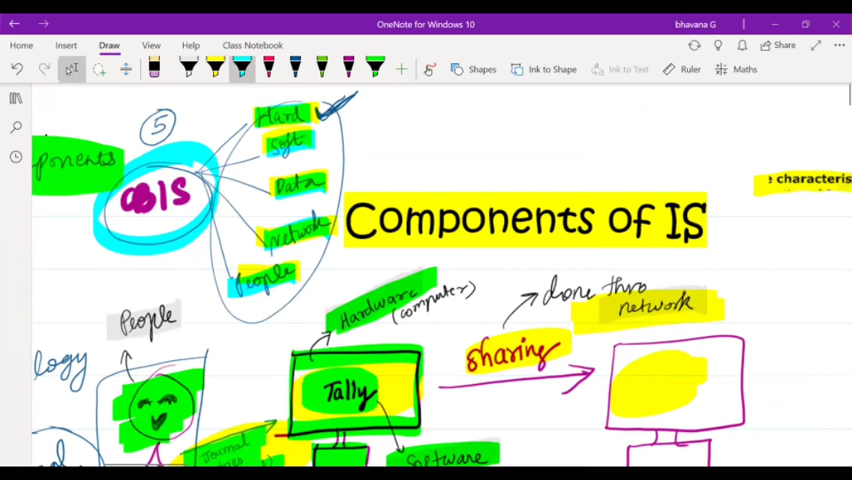 OneNote for Windows 10
bhavana G
Home Insert Draw View Help Class Notebook
Share
Shapes Ink to Shape Ink to Text Ruler Maths
5
Hard
Soft
ponents
CBIS
Data
Network
People
Components of IS
e characteris
Hardware
(computer)
done thro
network
People
sharing
ology
Tally
Journal
Software